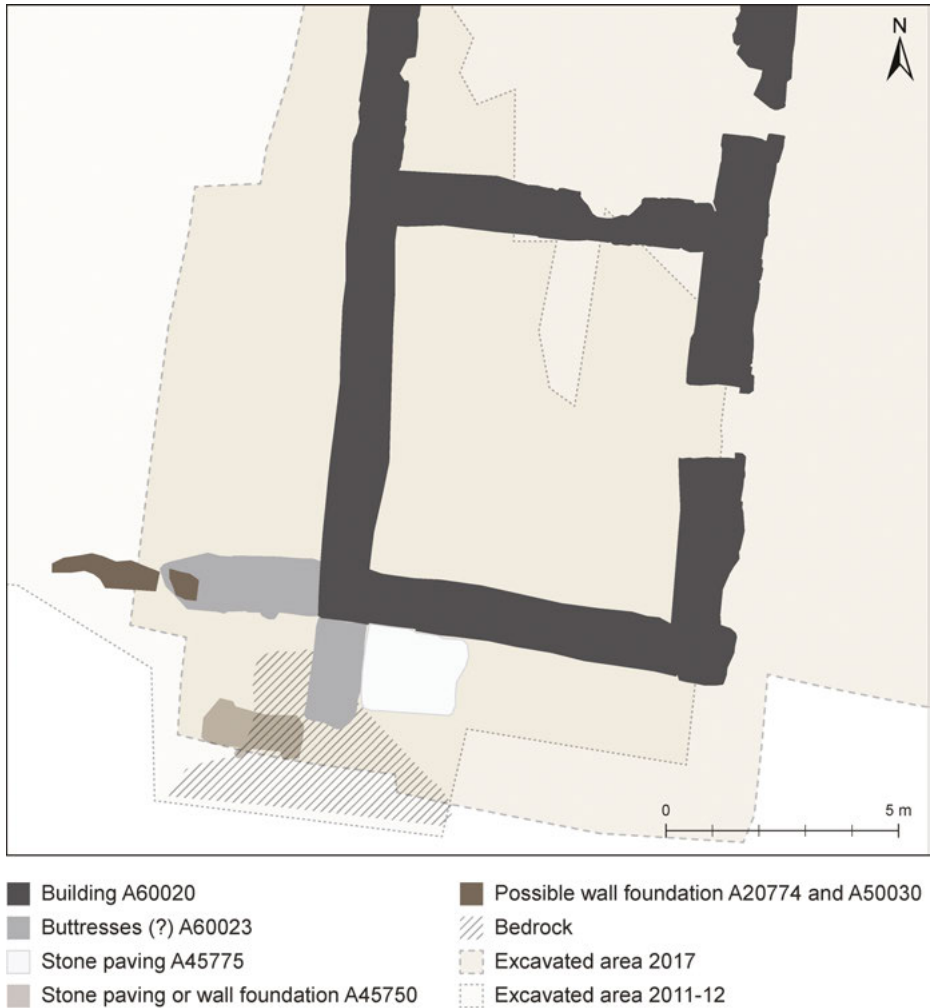 N
0 5 m
Building A60020
Buttresses (?) A60023
Stone paving A45775
Stone paving or wall foundation A45750
Possible wall foundation A20774 and A50030
Bedrock
Excavated area 2017
Excavated area 2011-12